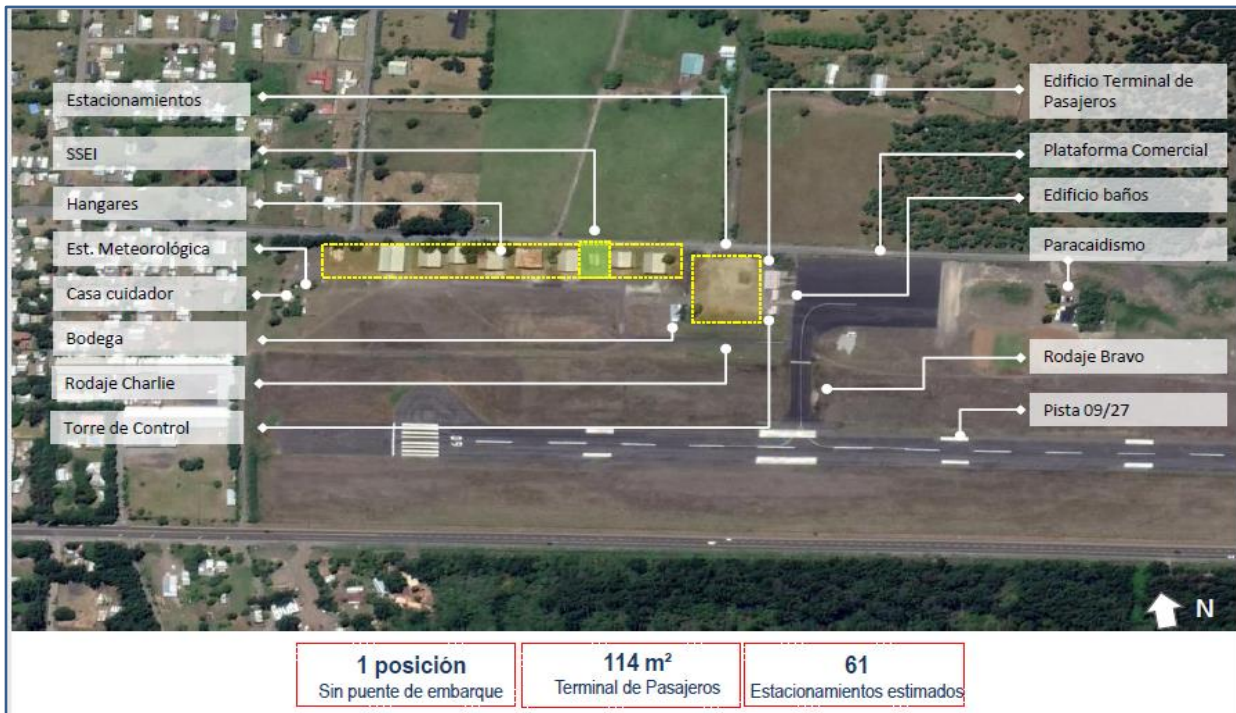 Estacionamientos
SSEI
Hangares
Est. Meteorológica
Casa cuidador
Bodega
Rodaje Charlie
Torre de Control
Edificio Terminal de
Pasajeros
Plataforma Comercial
Edificio baños
Paracaidismo
Rodaje Bravo
Pista 09/27
09
N
1 posición
Sin puente de embarque
114 m²
Terminal de Pasajeros
61
Estacionamientos estimados